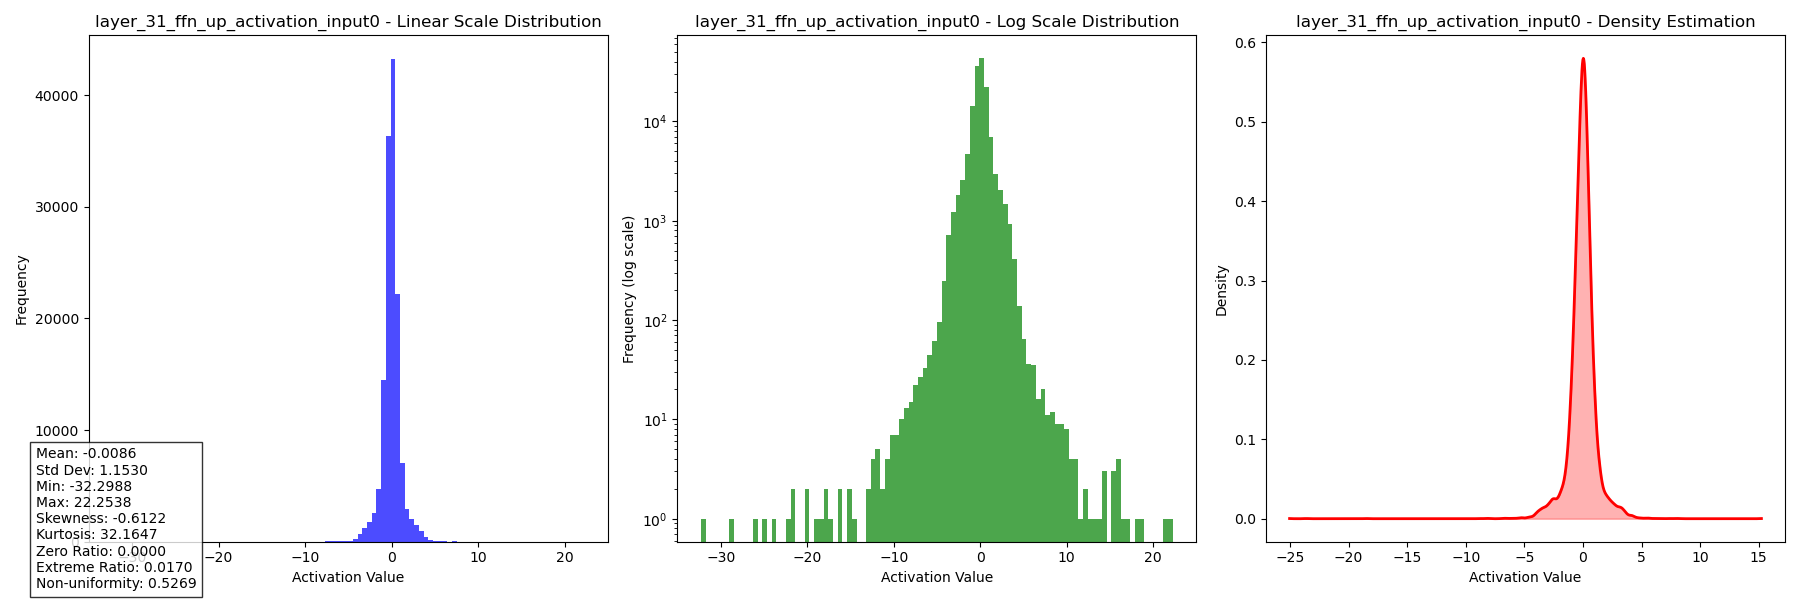 layer_31_ffn_up_activation_input0 - Linear Scale Distribution
Frequency
40000
30000
20000
10000
−20
−10
0
10
20
Activation Value
Mean: -0.0086
Std Dev: 1.1530
Min: -32.2988
Max: 22.2538
Skewness: -0.6122
Kurtosis: 32.1647
Zero Ratio: 0.0000
Extreme Ratio: 0.0170
Non-uniformity: 0.5269
layer_31_ffn_up_activation_input0 - Log Scale Distribution
Frequency (log scale)
10⁴
10³
10²
10¹
10⁰
−30
−20
−10
0
10
20
Activation Value
layer_31_ffn_up_activation_input0 - Density Estimation
Density
0.6
0.5
0.4
0.3
0.2
0.1
0.0
−25
−20
−15
−10
−5
0
5
10
15
Activation Value